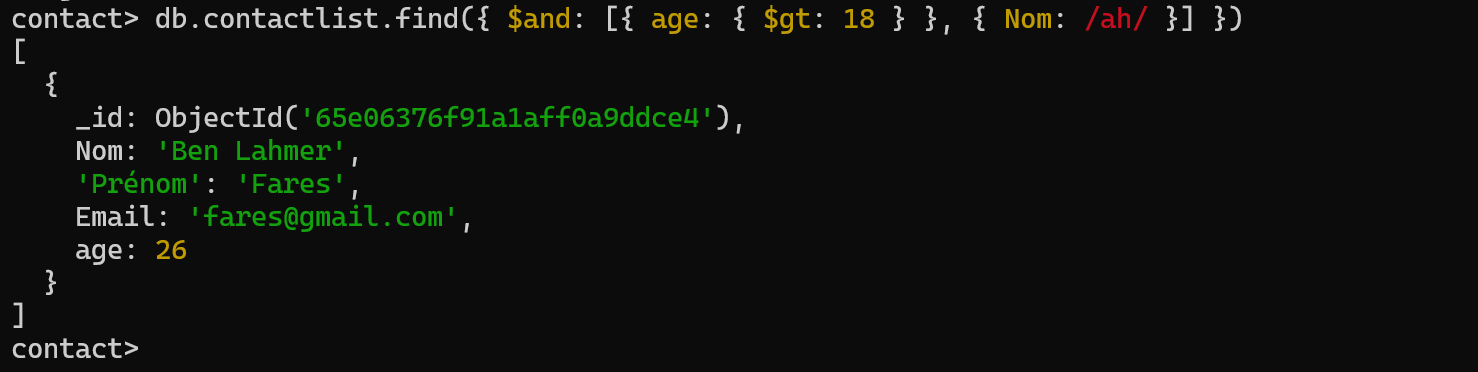 contact> db.contactlist.find({ $and: [{ age: { $gt: 18 } }, { Nom: /ah/ }] })
[
  {
    _id: ObjectId('65e06376f91a1aff0a9ddce4'),
    Nom: 'Ben Lahmer',
    'Prénom': 'Fares',
    Email: 'fares@gmail.com',
    age: 26
  }
]
contact>